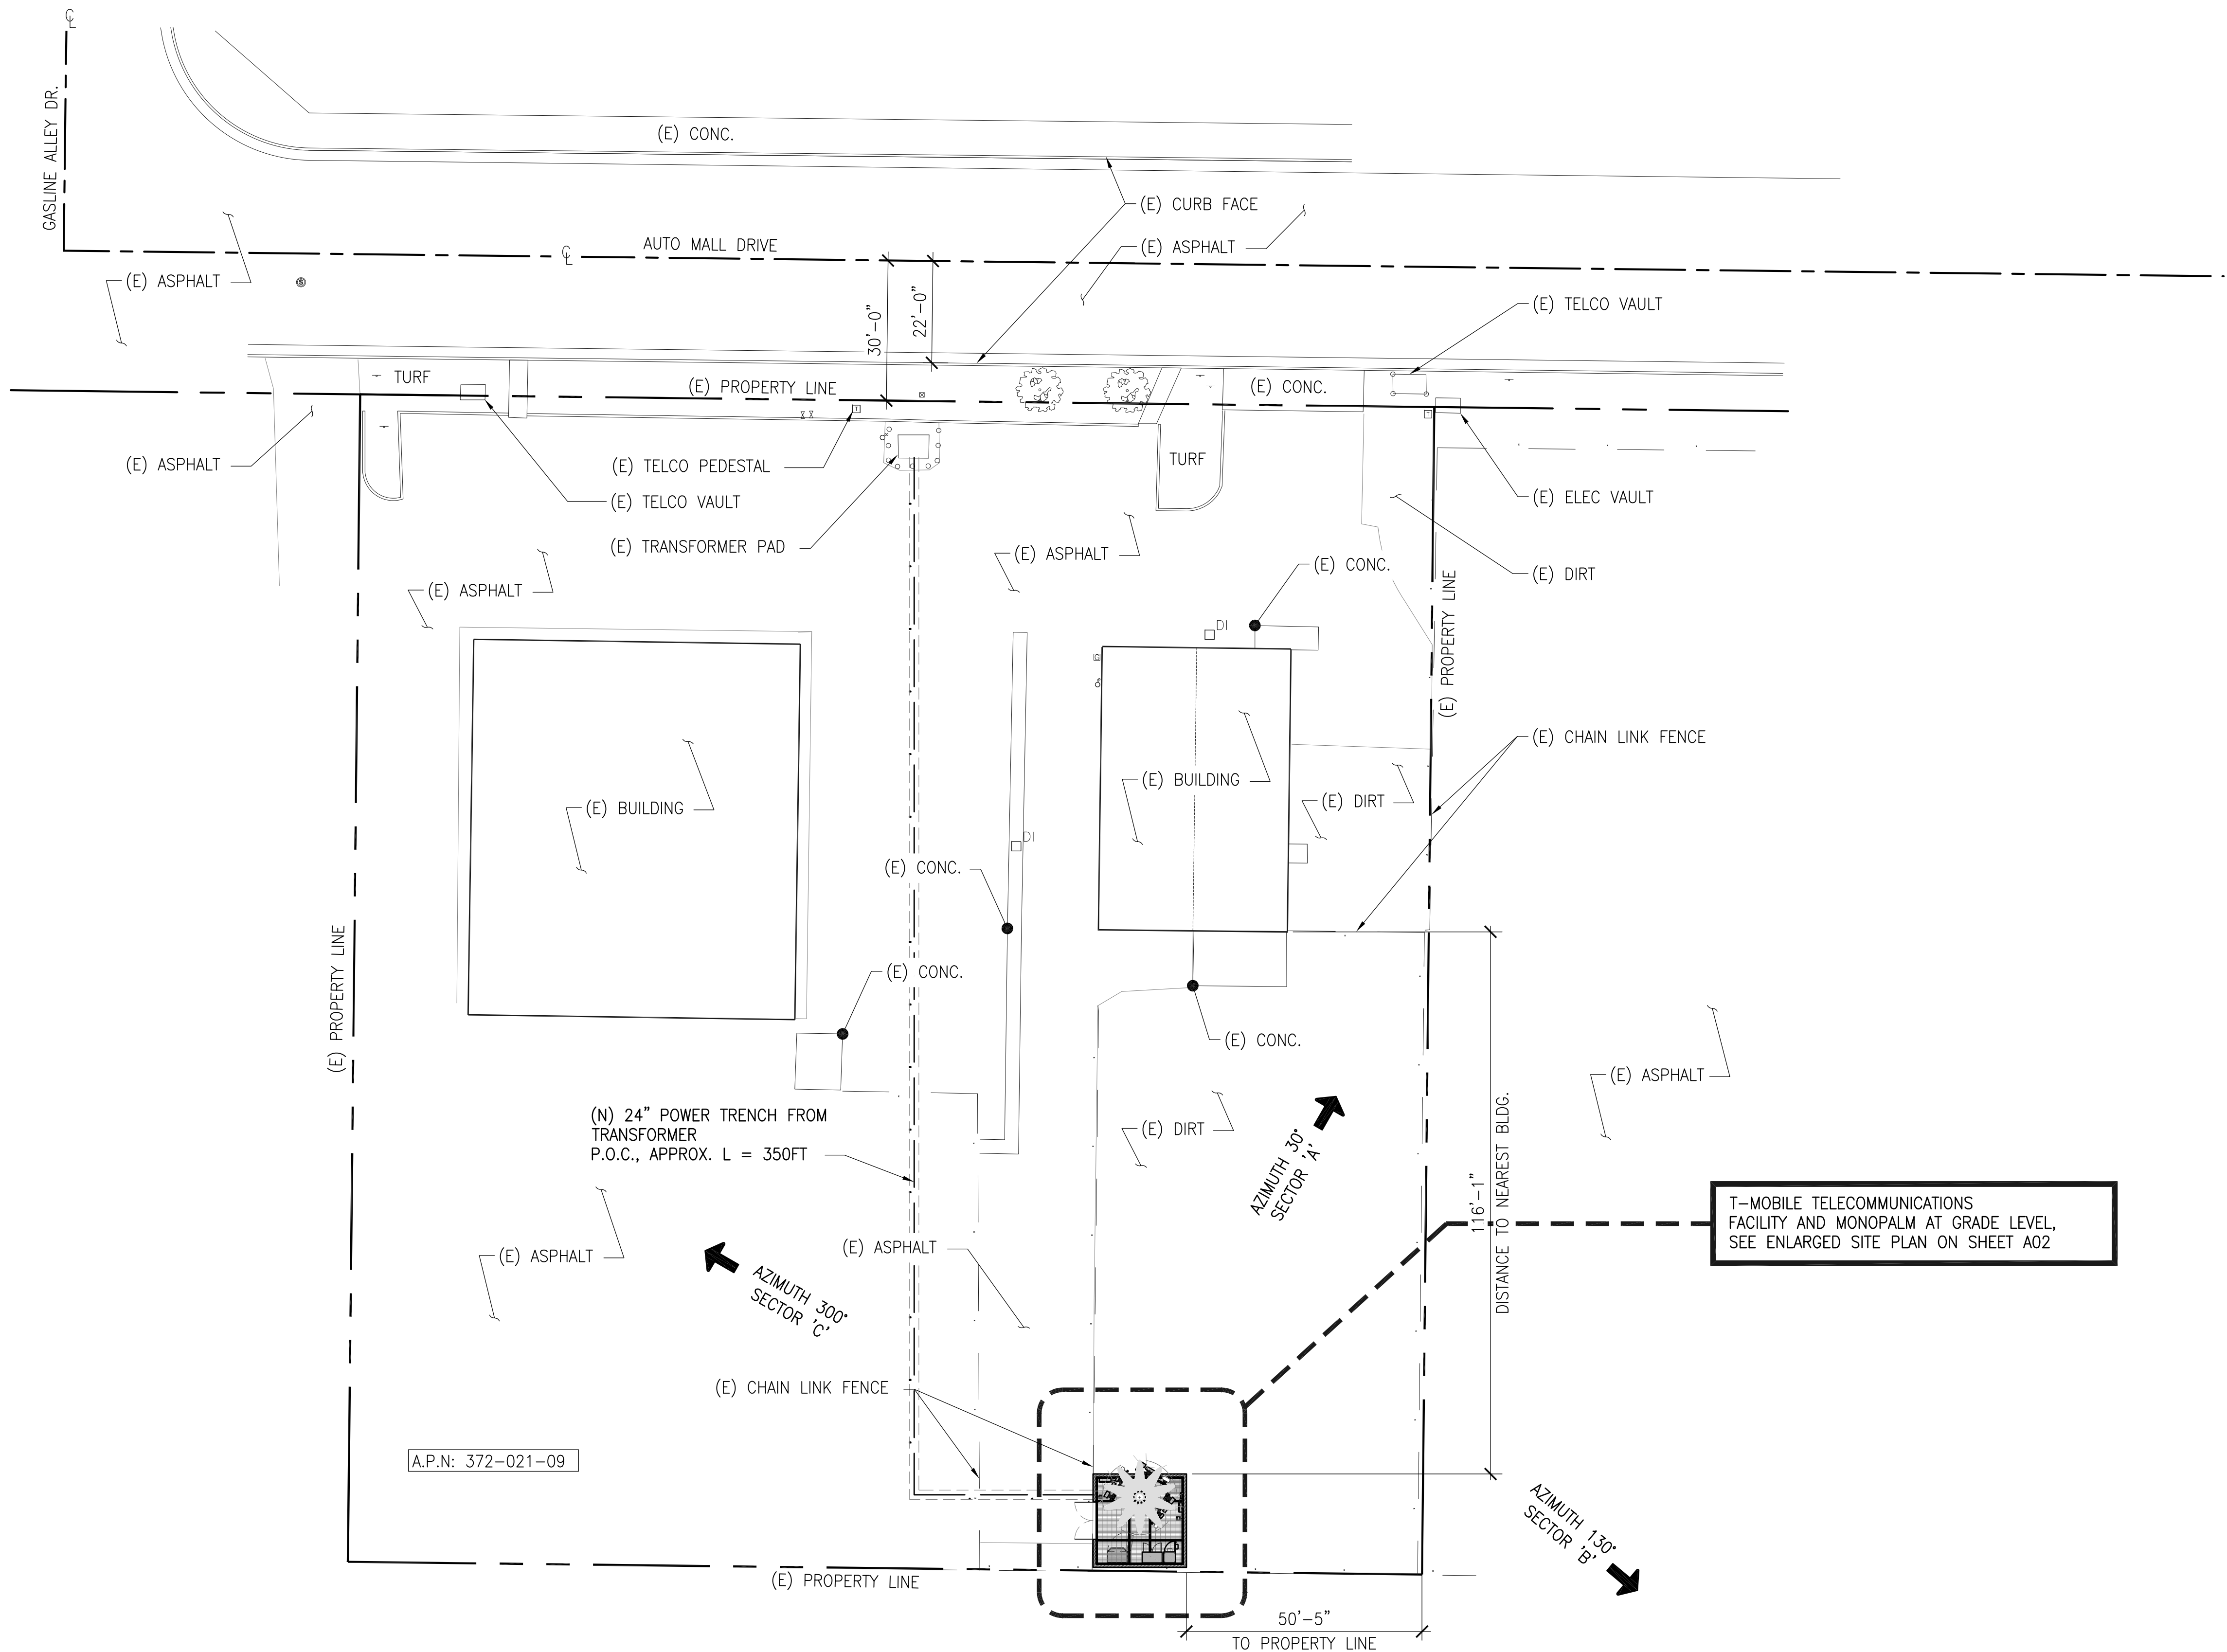 ℄
GASLINE ALLEY DR.
(E) CONC.
(E) CURB FACE
AUTO MALL DRIVE
℄
(E) ASPHALT
(E) ASPHALT
S
(E) TELCO VAULT
30'-0"
22'-0"
TURF
(E) PROPERTY LINE
(E) CONC.
T
T
(E) ASPHALT
(E) TELCO PEDESTAL
TURF
(E) TELCO VAULT
(E) ELEC VAULT
(E) TRANSFORMER PAD
(E) ASPHALT
(E) CONC.
(E) DIRT
(E) ASPHALT
DI
(E) PROPERTY LINE
G
(E) CHAIN LINK FENCE
(E) BUILDING
(E) BUILDING
(E) DIRT
DI
(E) CONC.
(E) PROPERTY LINE
(E) CONC.
(E) CONC.
(E) ASPHALT
(N) 24" POWER TRENCH FROM
TRANSFORMER
P.O.C., APPROX. L = 350FT
(E) DIRT
AZIMUTH 30°
SECTOR 'A'
116'-1"
DISTANCE TO NEAREST BLDG.
T-MOBILE TELECOMMUNICATIONS
FACILITY AND MONOPALM AT GRADE LEVEL,
SEE ENLARGED SITE PLAN ON SHEET A02
(E) ASPHALT
(E) ASPHALT
AZIMUTH 300°
SECTOR 'C'
(E) CHAIN LINK FENCE
A.P.N: 372-021-09
AZIMUTH 130°
SECTOR 'B'
(E) PROPERTY LINE
50'-5"
TO PROPERTY LINE